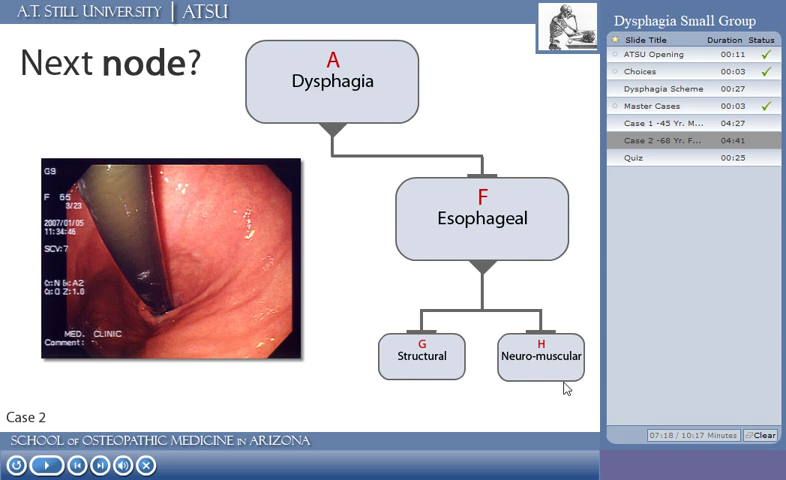 A.T. STILL UNIVERSITY | ATSU
Next node?
A
Dysphagia
F
Esophageal
G
Structural
H
Neuro-muscular
G9
F 65
3/23
2007/01/05
11:34:46
SCV:7
MED. CLINIC
Comment:
Case 2
SCHOOL OF OSTEOPATHIC MEDICINE IN ARIZONA
Dysphagia Small Group
Slide Title Duration Status
ATSU Opening 00:11
Choices 00:03
Dysphagia Scheme 00:27
Master Cases 00:03
Case 1 -45 Yr. M... 04:27
Case 2 -68 Yr. F... 04:41
Quiz 00:25
07:18 / 10:17 Minutes Clear